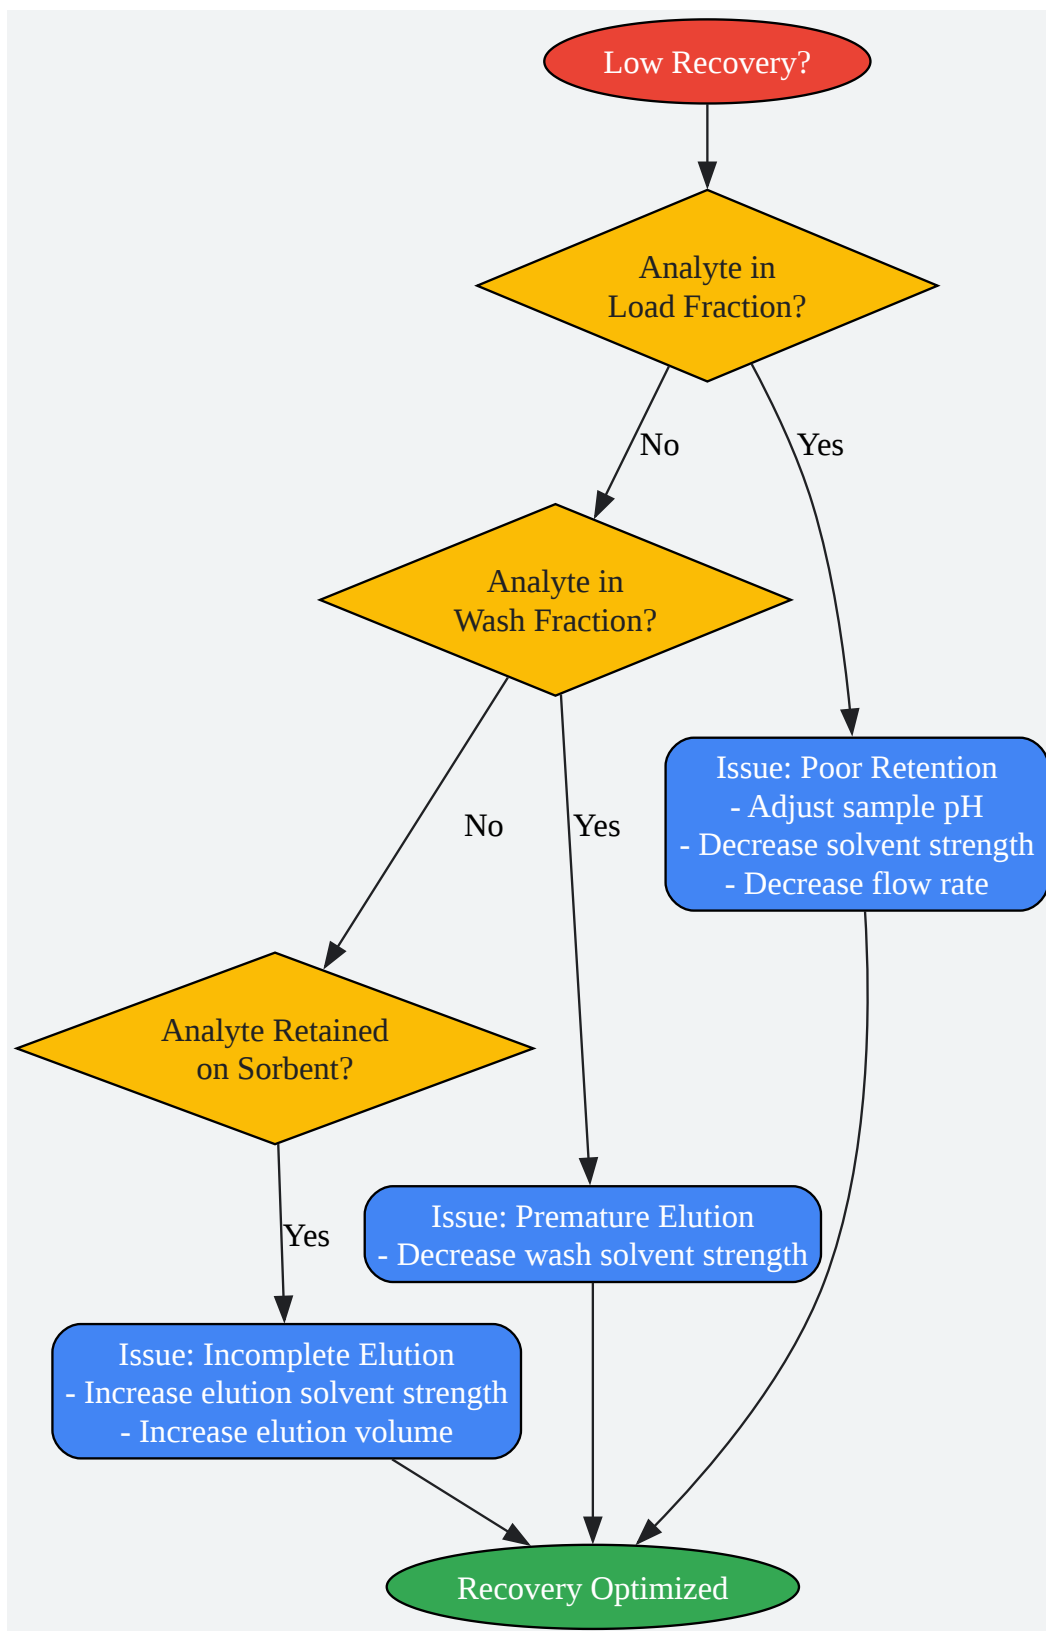 Low Recovery?
Analyte in
Load Fraction?
No
Yes
Analyte in
Wash Fraction?
Issue: Poor Retention
- Adjust sample pH
- Decrease solvent strength
- Decrease flow rate
No
Yes
Analyte Retained
on Sorbent?
Yes
Issue: Premature Elution
- Decrease wash solvent strength
Issue: Incomplete Elution
- Increase elution solvent strength
- Increase elution volume
Recovery Optimized